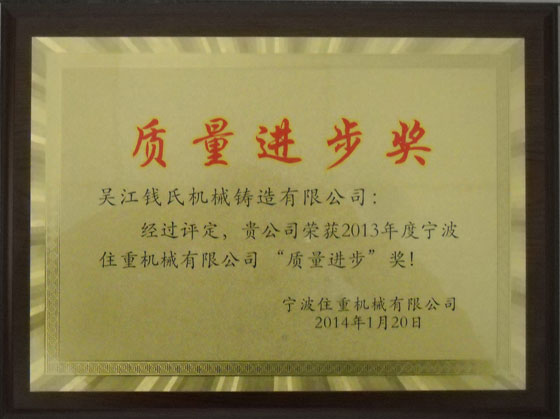 质量进步奖
吴江钱氏机械铸造有限公司：
经过评定，贵公司荣获2013年度宁波
住重机械有限公司“质量进步”奖！
宁波住重机械有限公司
2014年1月20日